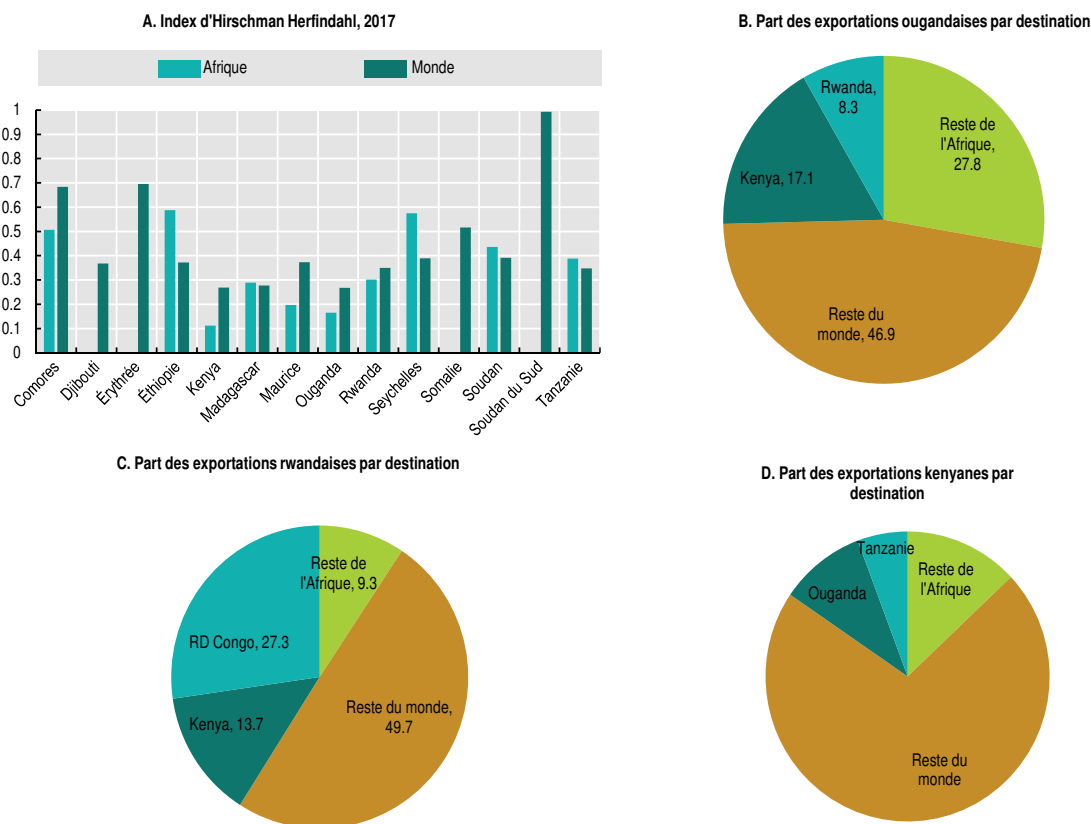 A. Index d'Hirschman Herfindahl, 2017
Afrique
Monde
1
0.9
0.8
0.7
0.6
0.5
0.4
0.3
0.2
0.1
0
Comores
Djibouti
Érythrée
Éthiopie
Kenya
Madagascar
Maurice
Ouganda
Rwanda
Seychelles
Somalie
Soudan
Soudan du Sud
Tanzanie
B. Part des exportations ougandaises par destination
Rwanda,
8.3
Reste de
l'Afrique,
27.8
Kenya, 17.1
Reste du
monde, 46.9
C. Part des exportations rwandaises par destination
Reste de
l'Afrique, 9.3
RD Congo, 27.3
Reste du monde,
49.7
Kenya, 13.7
D. Part des exportations kenyanes par
destination
Tanzanie
Reste de
l'Afrique
Ouganda
Reste du
monde